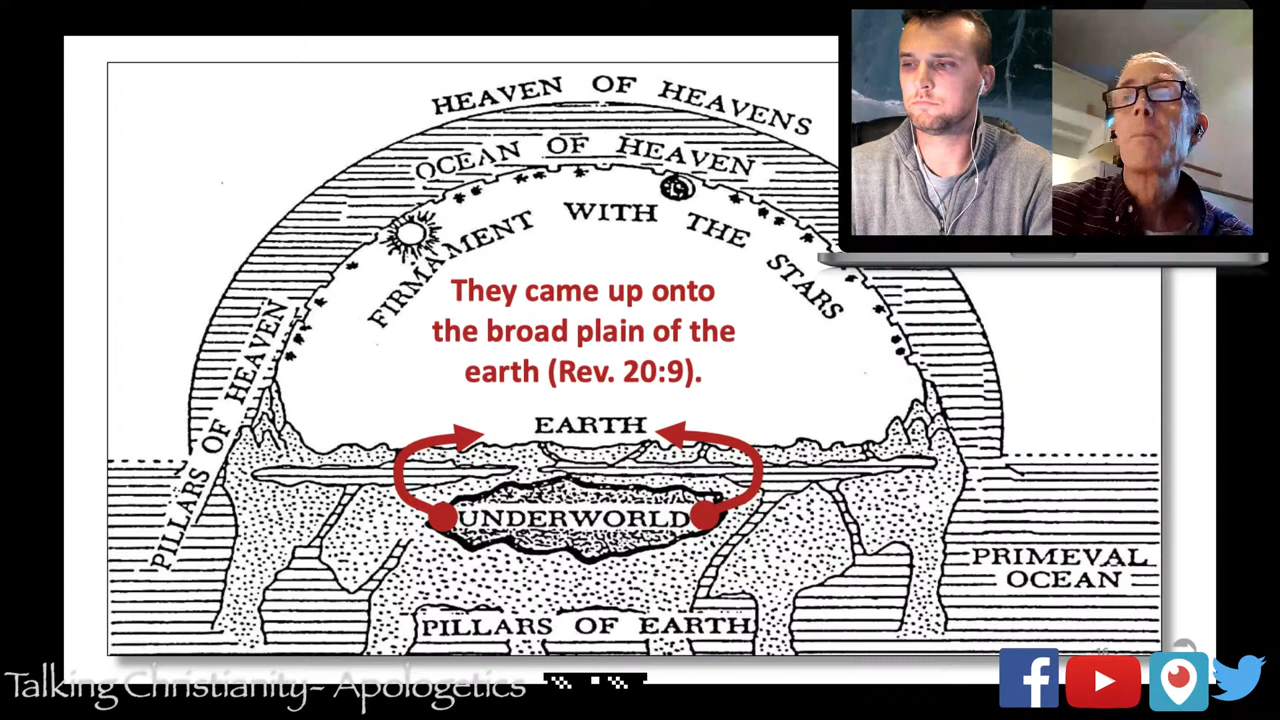 HEAVEN OF HEAVENS
OCEAN OF HEAVEN
FIRMAMENT WITH THE STARS
They came up onto
the broad plain of the
earth (Rev. 20:9).
PILLARS OF HEAVEN
EARTH
UNDERWORLD
PRIMEVAL
OCEAN
PILLARS OF EARTH
Talking Christianity- Apologetics